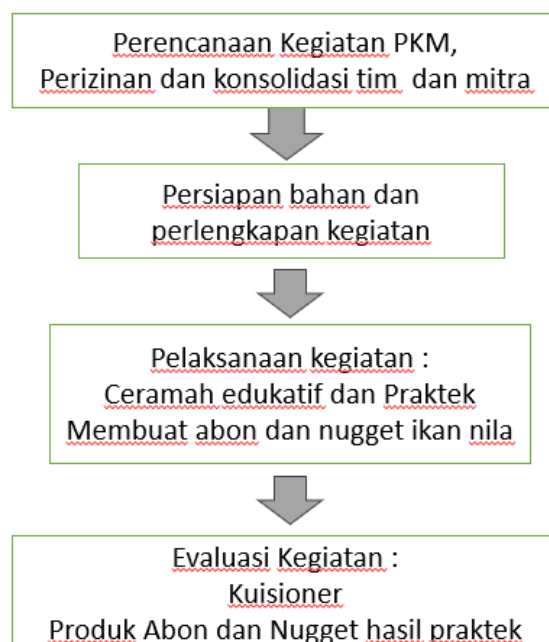 Perencanaan Kegiatan PKM,
Perizinan dan konsolidasi tim dan mitra
Persiapan bahan dan
perlengkapan kegiatan
Pelaksanaan kegiatan :
Ceramah edukatif dan Praktek
Membuat abon dan nugget ikan nila
Evaluasi Kegiatan :
Kuisioner
Produk Abon dan Nugget hasil praktek